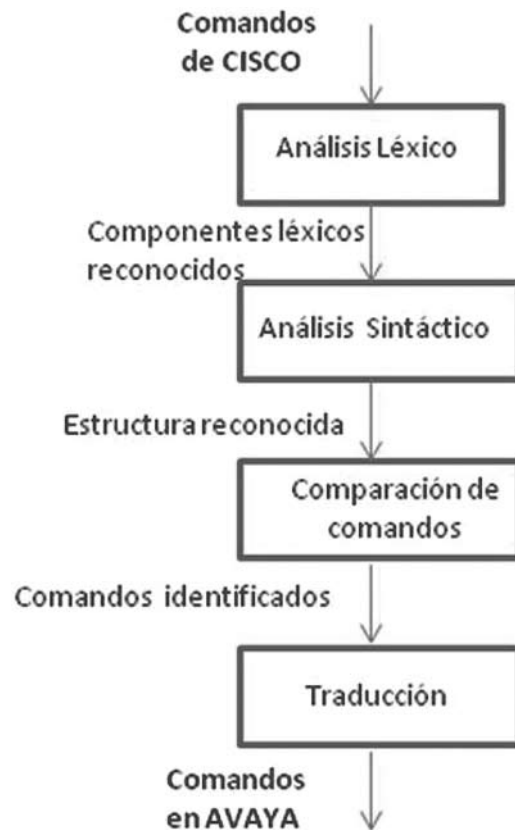 Comandos
de CISCO
Análisis Léxico
Componentes léxicos
reconocidos
Análisis Sintáctico
Estructura reconocida
Comparación de
comandos
Comandos identificados
Traducción
Comandos
en AVAYA